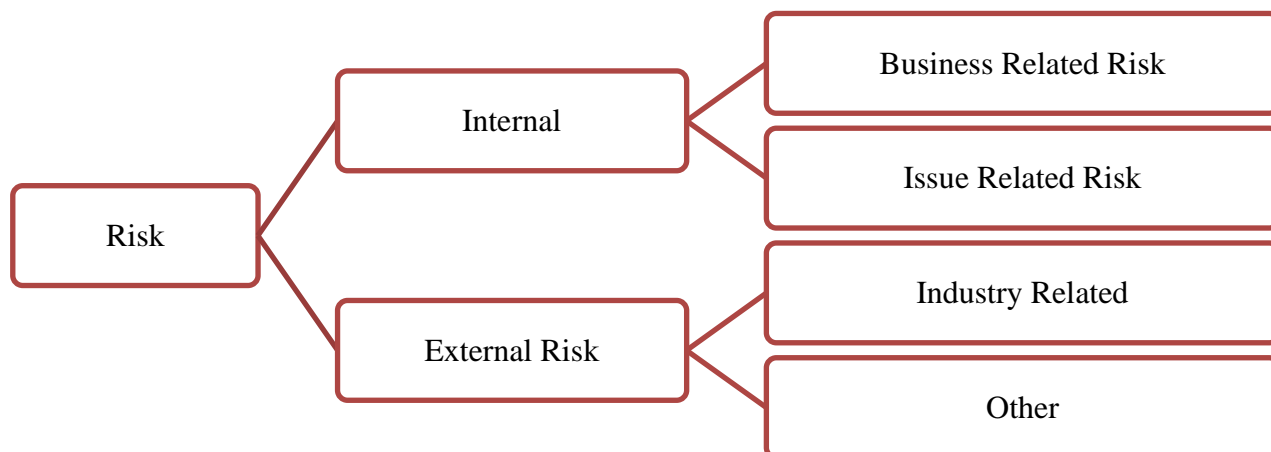 Risk
Internal
Business Related Risk
Issue Related Risk
External Risk
Industry Related
Other